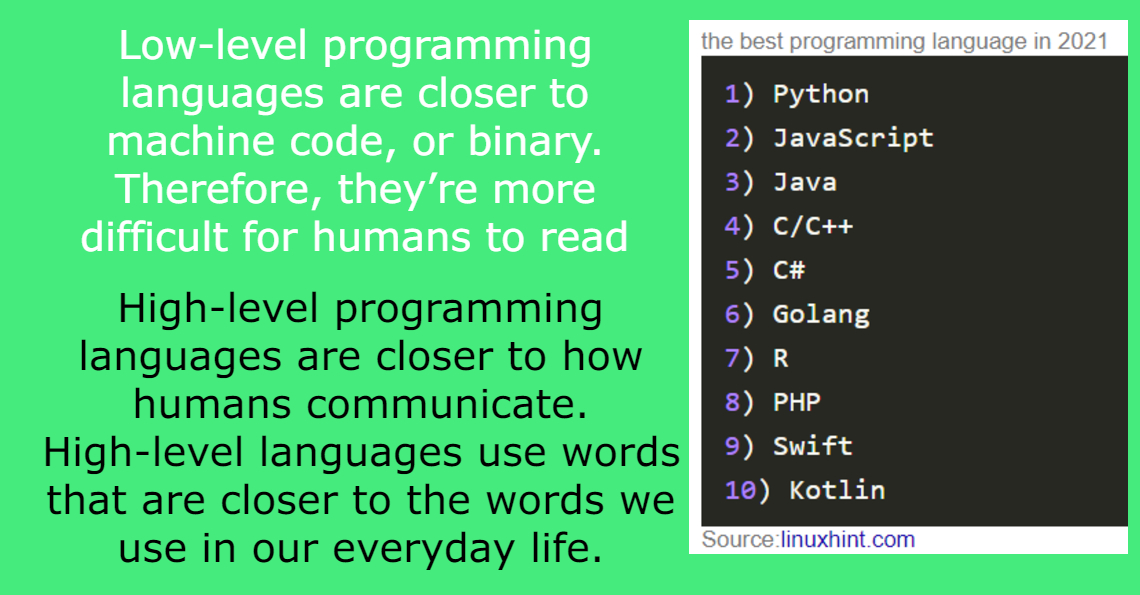 Low-level programming
languages are closer to
machine code, or binary.
Therefore, they’re more
difficult for humans to read
High-level programming
languages are closer to how
humans communicate.
High-level languages use words
that are closer to the words we
use in our everyday life.
the best programming language in 2021
1) Python
2) JavaScript
3) Java
4) C/C++
5) C#
6) Golang
7) R
8) PHP
9) Swift
10) Kotlin
Source:linuxhint.com